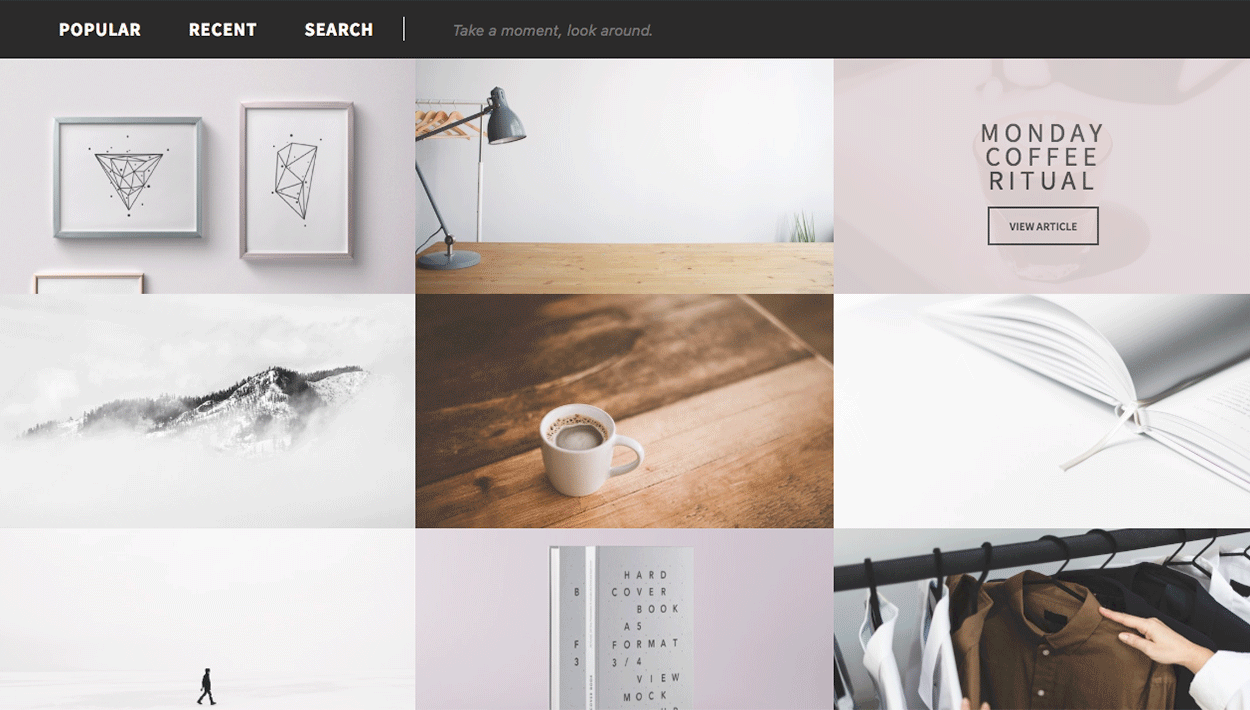 POPULAR RECENT SEARCH Take a moment, look around.
MONDAY
COFFEE
RITUAL
VIEW ARTICLE
HARD
B COVER
BOOK
A5
F FORMAT
3 3/4
VIEW
MOCK